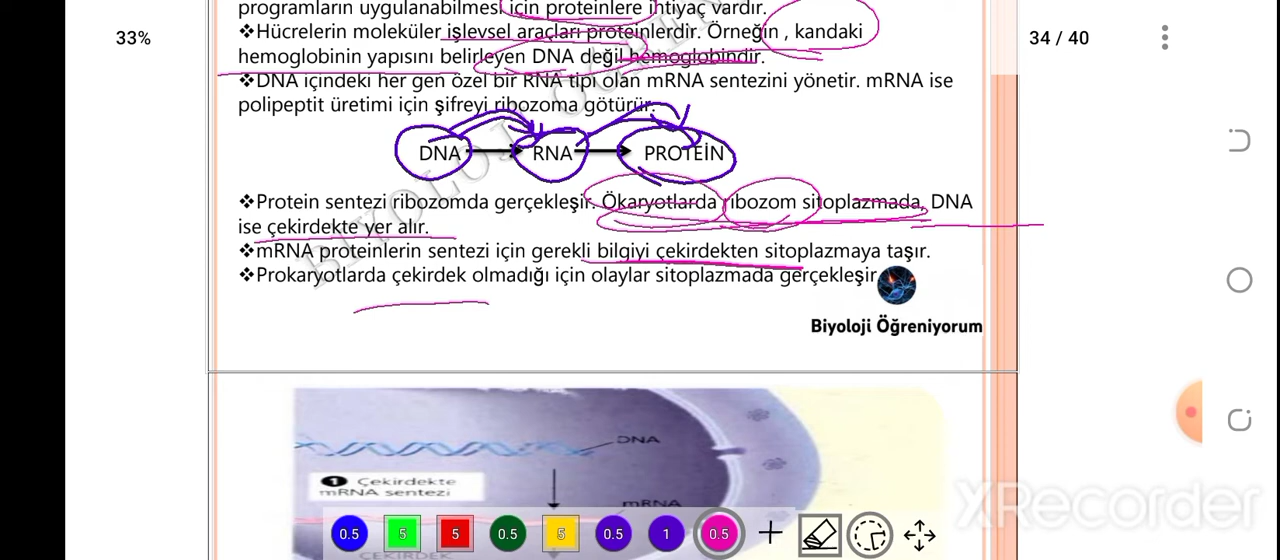 programların uygulanabilmesi için proteinlere ihtiyaç vardır.
33%
❖Hücrelerin moleküler işlevsel araçları proteinlerdir. Örneğin , kandaki
34 / 40
hemoglobinin yapısını belirleyen DNA değil hemoglobindir.
❖DNA içindeki her gen özel bir RNA tipi olan mRNA sentezini yönetir. mRNA ise
polipeptit üretimi için şifreyi ribozoma götürür.
DNA RNA PROTEİN
❖Protein sentezi ribozomda gerçekleşir. Ökaryotlarda ribozom sitoplazmada, DNA
ise çekirdekte yer alır.
❖mRNA proteinlerin sentezi için gerekli bilgiyi çekirdekten sitoplazmaya taşır.
❖Prokaryotlarda çekirdek olmadığı için olaylar sitoplazmada gerçekleşir.
Biyoloji Öğreniyorum
DNA
1 Çekirdekte
mRNA sentezi
mRNA
XRecorder
0.5 5 5 0.5 5 0.5 1 0.5
ÇEKİRDEK